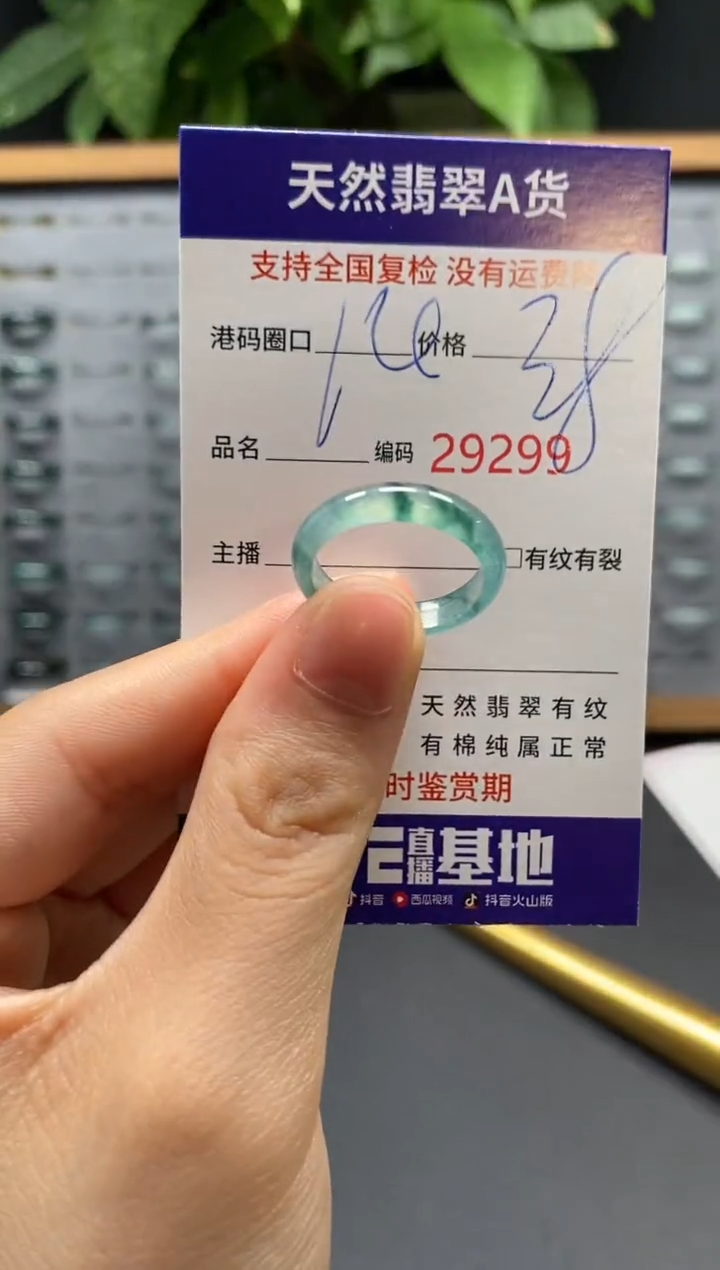 天然翡翠A货
支持全国复检 没有运费
港码圈口 价格 38
品名 编码 29299
主播 有纹有裂
天然翡翠有纹
有棉纯属正常
时鉴赏期
直播基地
抖音 西瓜视频 抖音火山版